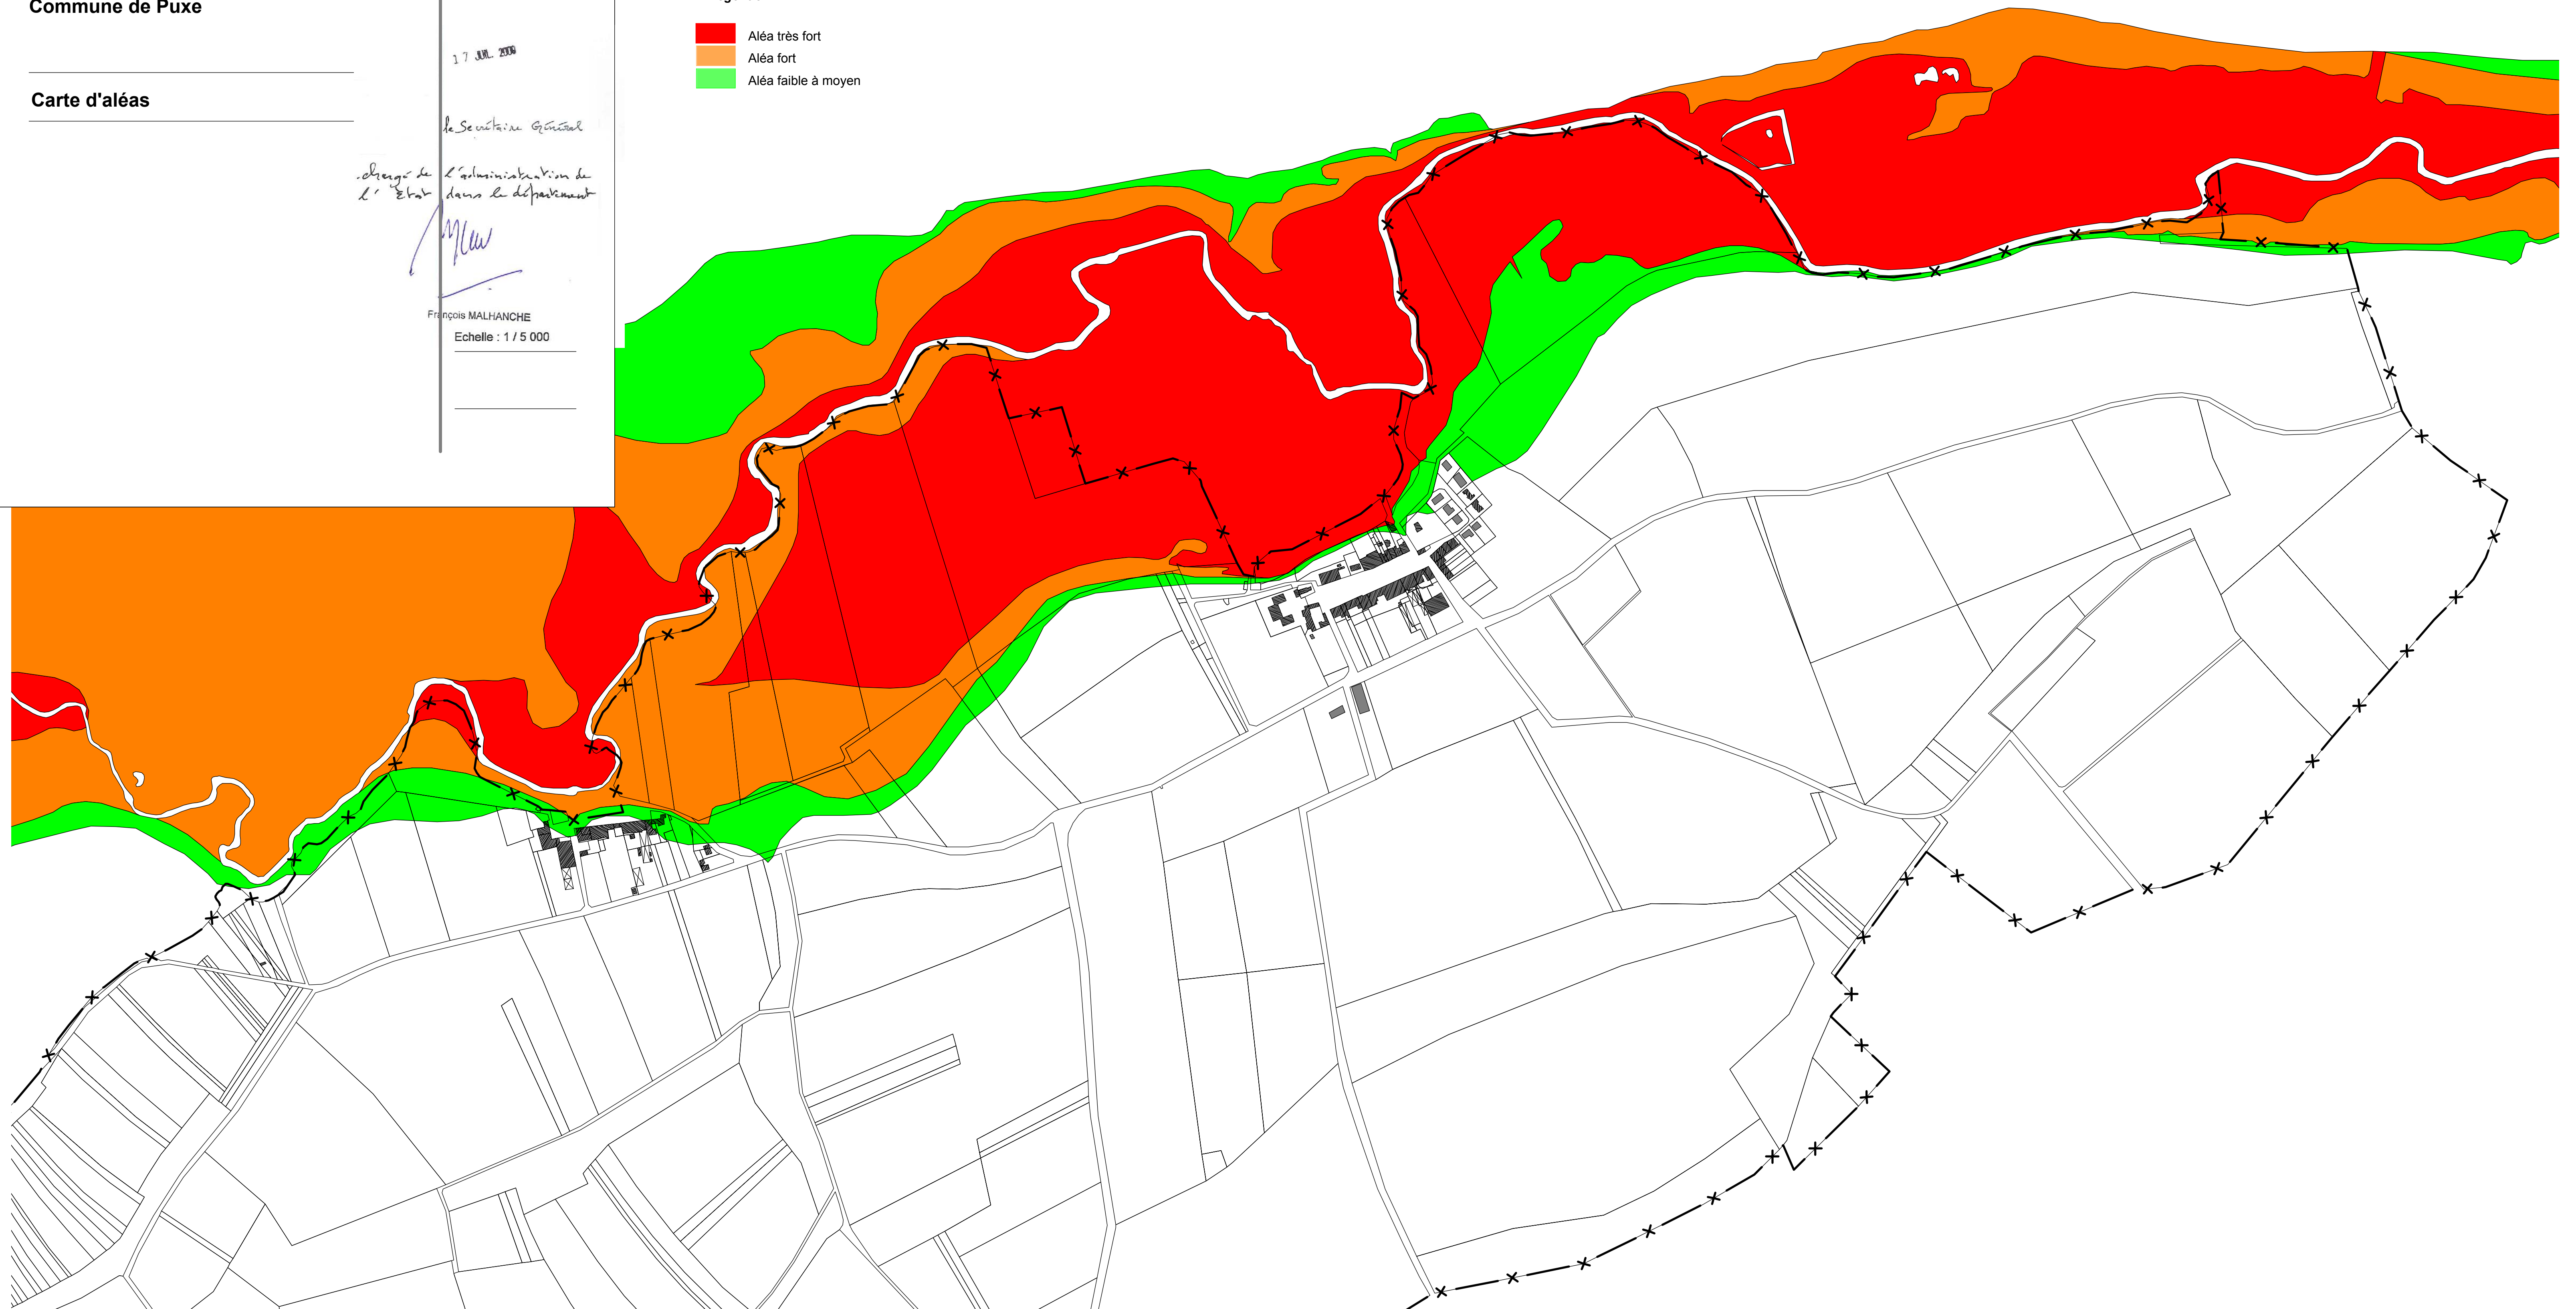 Commune de Puxe
Carte d'aléas
17 JUIL. 2009
le Secrétaire Général
chargé de l'administration de
l'Etat dans le département
François MALHANCHE
Echelle : 1 / 5 000
Aléa très fort
Aléa fort
Aléa faible à moyen